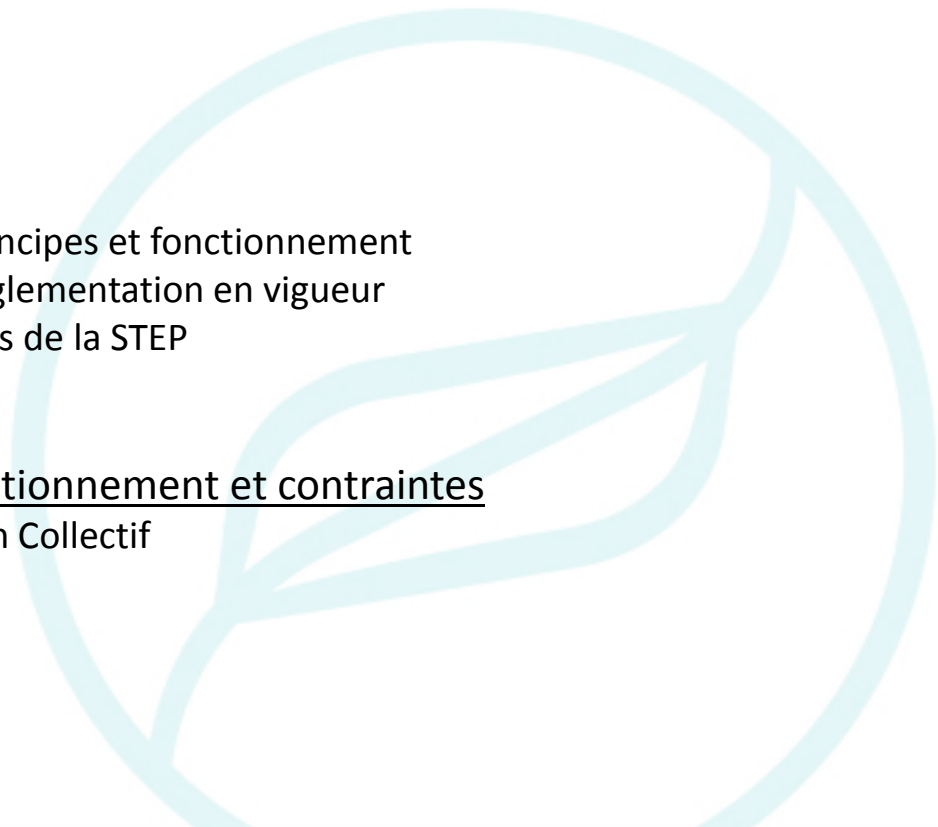 ncipes et fonctionnement
glementation en vigueur
s de la STEP
tionnement et contraintes
n Collectif